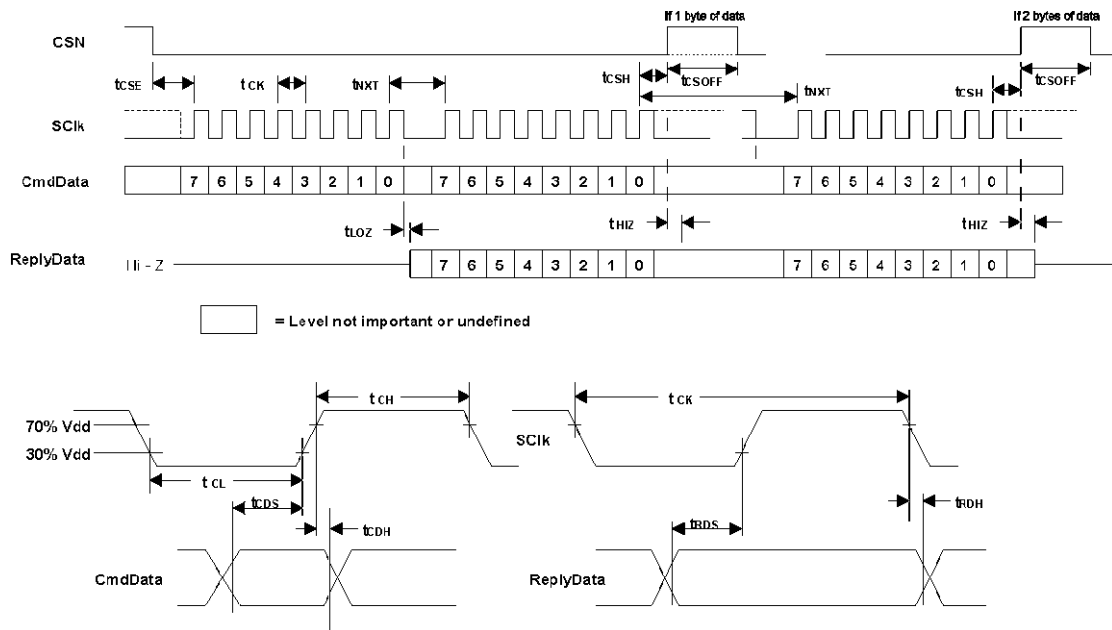 If 1 byte of data If 2 bytes of data
CSN
tCSE tCK tNXT tCSH tCSOFF tNXT tCSH tCSOFF
SClk
CmdData 7 6 5 4 3 2 1 0 7 6 5 4 3 2 1 0 7 6 5 4 3 2 1 0
tLOZ tHIZ tHIZ
ReplyData Hi - Z 7 6 5 4 3 2 1 0 7 6 5 4 3 2 1 0
= Level not important or undefined
tCH tCK
70% Vdd
SClk
30% Vdd
tCL
tCDS
tCDH tRDS tRDH
CmdData ReplyData